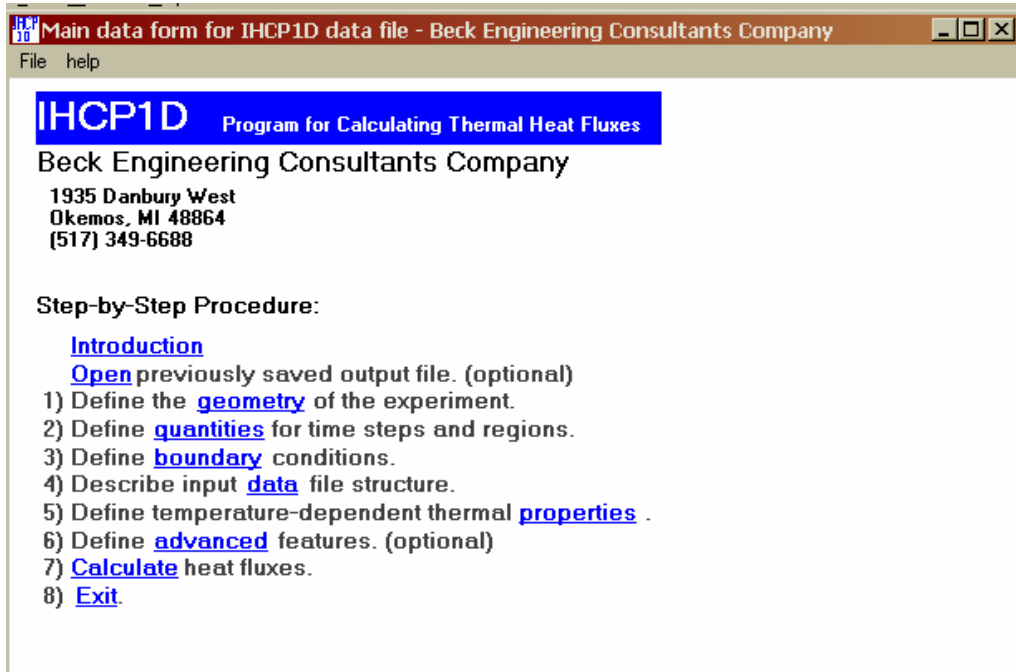 IHCP
1D
Main data form for IHCP1D data file - Beck Engineering Consultants Company
File help
IHCP1D Program for Calculating Thermal Heat Fluxes
Beck Engineering Consultants Company
1935 Danbury West
Okemos, MI 48864
(517) 349-6688
Step-by-Step Procedure:
Introduction
Open previously saved output file. (optional)
1) Define the geometry of the experiment.
2) Define quantities for time steps and regions.
3) Define boundary conditions.
4) Describe input data file structure.
5) Define temperature-dependent thermal properties .
6) Define advanced features. (optional)
7) Calculate heat fluxes.
8) Exit.